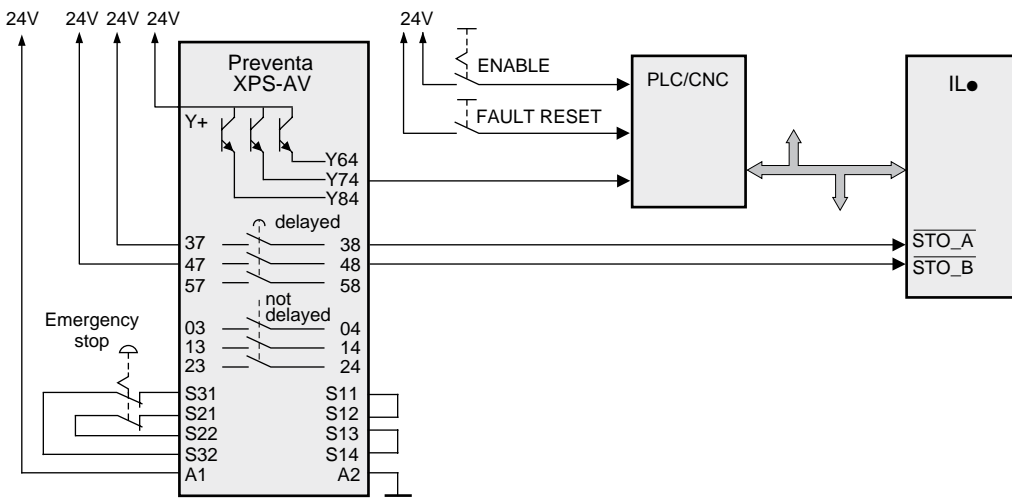 24V 24V 24V 24V 24V
Preventa
XPS-AV
Y+
Y64
Y74
Y84
delayed
37 38
47 48
57 58
not
delayed
03 04
13 14
23 24
Emergency
stop
S31 S11
S21 S12
S22 S13
S32 S14
A1 A2
ENABLE
FAULT RESET
PLC/CNC
IL●
STO_A
STO_B